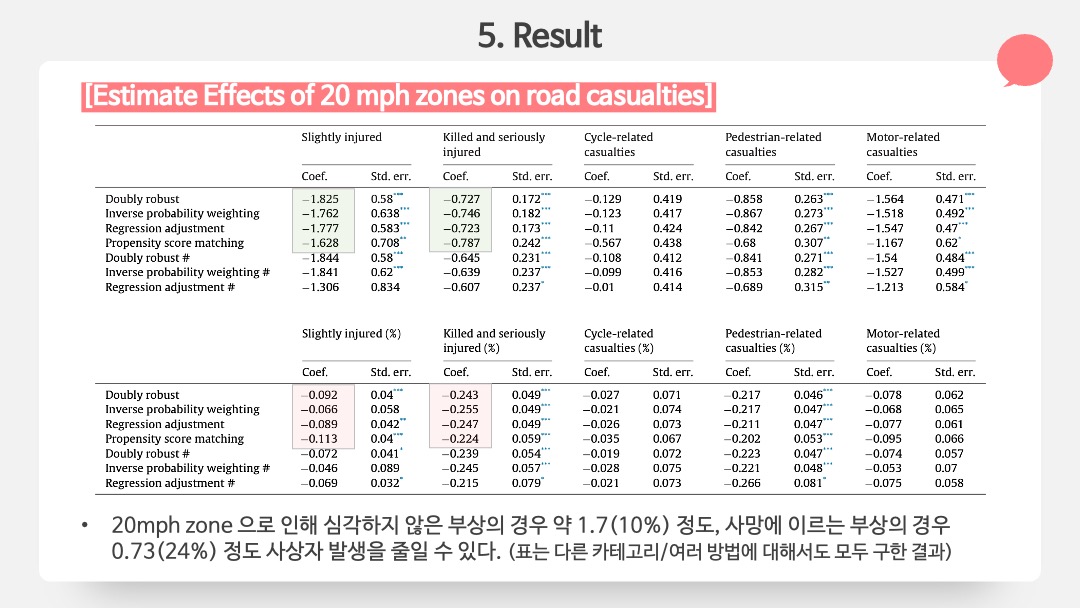 5. Result
[Estimate Effects of 20 mph zones on road casualties]
Slightly injured Killed and seriously injured Cycle-related casualties Pedestrian-related casualties Motor-related casualties
Coef. Std. err. Coef. Std. err. Coef. Std. err. Coef. Std. err. Coef. Std. err.
Doubly robust −1.825 0.58*** −0.727 0.172*** −0.129 0.419 −0.858 0.263*** −1.564 0.471***
Inverse probability weighting −1.762 0.638*** −0.746 0.182*** −0.123 0.417 −0.867 0.273*** −1.518 0.492***
Regression adjustment −1.777 0.583*** −0.723 0.173*** −0.11 0.424 −0.842 0.267*** −1.547 0.47***
Propensity score matching −1.628 0.708** −0.787 0.242*** −0.567 0.438 −0.68 0.307** −1.167 0.62*
Doubly robust # −1.844 0.58*** −0.645 0.231*** −0.108 0.412 −0.841 0.271*** −1.54 0.484***
Inverse probability weighting # −1.841 0.62*** −0.639 0.237*** −0.099 0.416 −0.853 0.282*** −1.527 0.499***
Regression adjustment # −1.306 0.834 −0.607 0.237* −0.01 0.414 −0.689 0.315** −1.213 0.584*
Slightly injured (%) Killed and seriously injured (%) Cycle-related casualties (%) Pedestrian-related casualties (%) Motor-related casualties (%)
Coef. Std. err. Coef. Std. err. Coef. Std. err. Coef. Std. err. Coef. Std. err.
Doubly robust −0.092 0.04*** −0.243 0.049*** −0.027 0.071 −0.217 0.046*** −0.078 0.062
Inverse probability weighting −0.066 0.058 −0.255 0.049*** −0.021 0.074 −0.217 0.047*** −0.068 0.065
Regression adjustment −0.089 0.042** −0.247 0.049*** −0.026 0.073 −0.211 0.047*** −0.077 0.061
Propensity score matching −0.113 0.04*** −0.224 0.059*** −0.035 0.067 −0.202 0.053*** −0.095 0.066
Doubly robust # −0.072 0.041* −0.239 0.054*** −0.019 0.072 −0.223 0.047*** −0.074 0.057
Inverse probability weighting # −0.046 0.089 −0.245 0.057*** −0.028 0.075 −0.221 0.048*** −0.053 0.07
Regression adjustment # −0.069 0.032* −0.215 0.079* −0.021 0.073 −0.266 0.081* −0.075 0.058
• 20mph zone 으로 인해 심각하지 않은 부상의 경우 약 1.7(10%) 정도, 사망에 이르는 부상의 경우
0.73(24%) 정도 사상자 발생을 줄일 수 있다. (표는 다른 카테고리/여러 방법에 대해서도 모두 구한 결과)